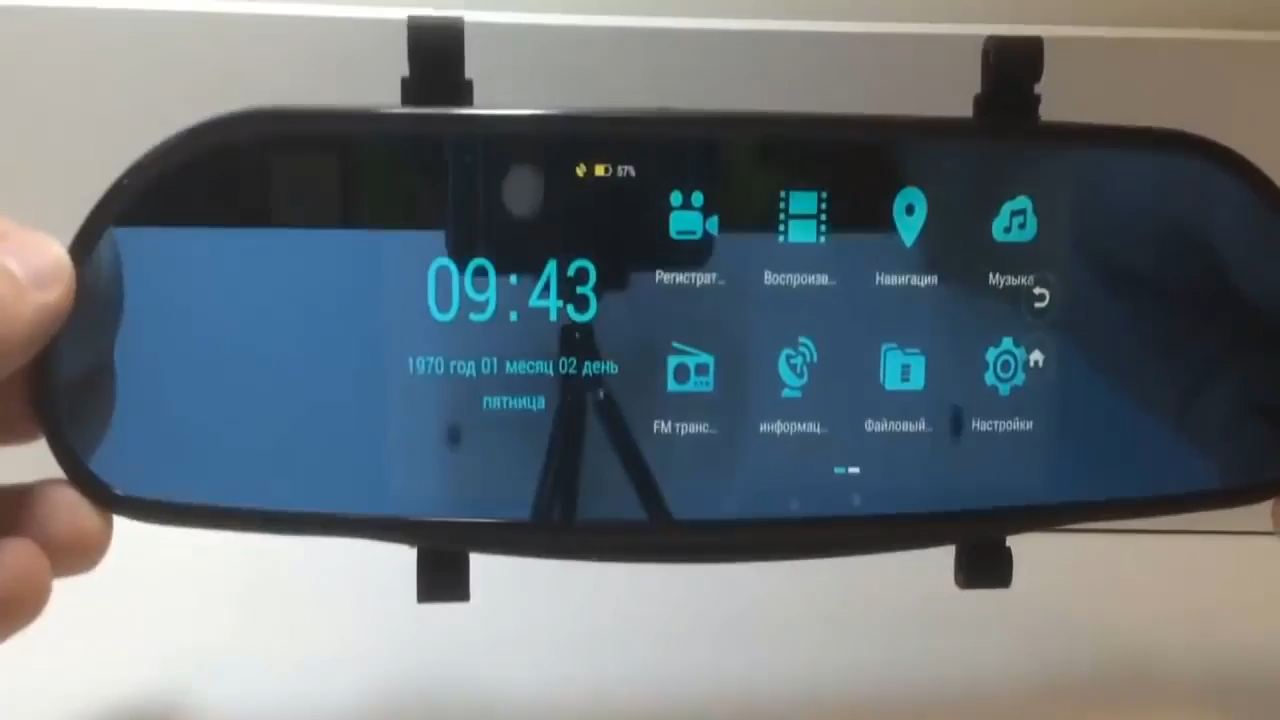 57%
09:43
1970 год 01 месяц 02 день
пятница
Регистрат...
Воспроизв...
Навигация
Музыка
FM транс...
информац...
Файловый...
Настройки